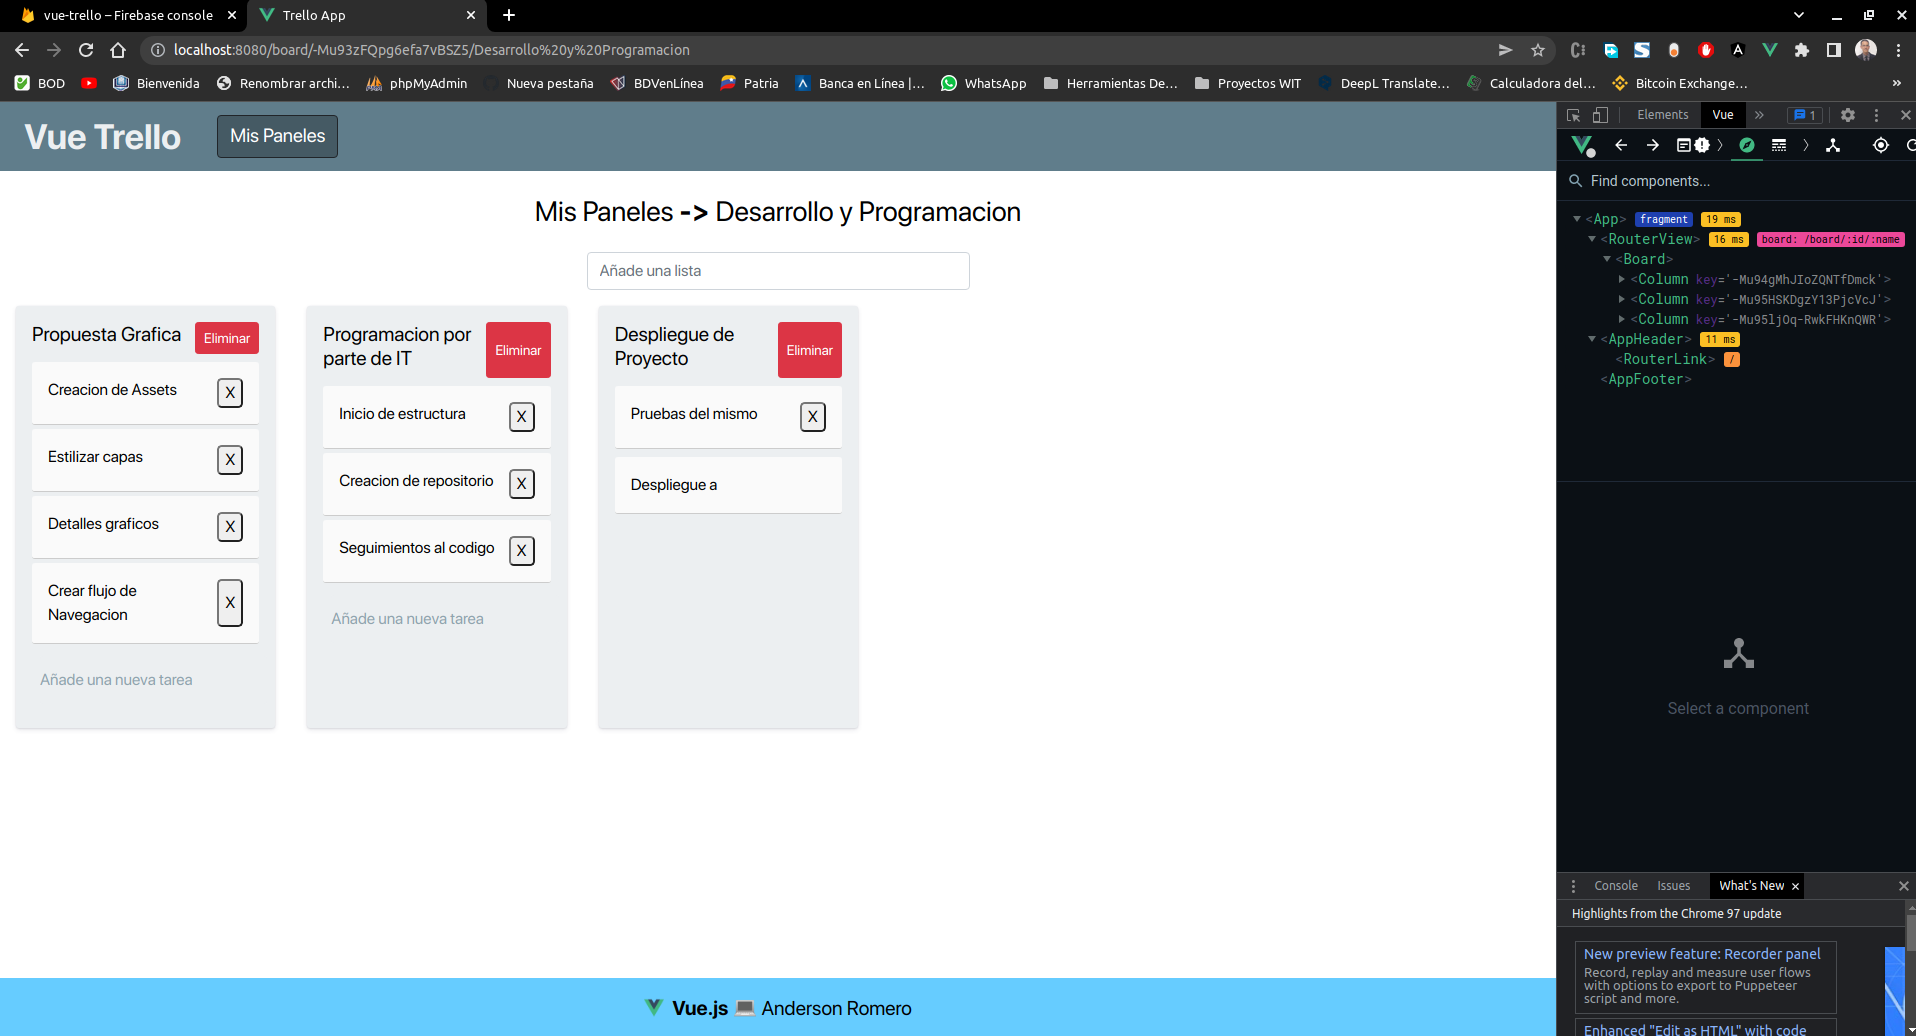 vue-trello – Firebase console
Trello App
localhost:8080/board/-Mu93zFQpg6efa7vBSZ5/Desarrollo%20y%20Programacion
BOD
Bienvenida
Renombrar archi...
phpMyAdmin
Nueva pestaña
BDVenLínea
Patria
Banca en Línea |...
WhatsApp
Herramientas De...
Proyectos WIT
DeepL Translate...
Calculadora del...
Bitcoin Exchange...
»
Vue Trello
Mis Paneles
Mis Paneles -> Desarrollo y Programacion
Añade una lista
Propuesta Grafica
Eliminar
Creacion de Assets
X
Estilizar capas
X
Detalles graficos
X
Crear flujo de
Navegacion
X
Añade una nueva tarea
Programacion por
parte de IT
Eliminar
Inicio de estructura
X
Creacion de repositorio
X
Seguimientos al codigo
X
Añade una nueva tarea
Despliegue de
Proyecto
Eliminar
Pruebas del mismo
X
Despliegue a
Vue.js 💻 Anderson Romero
Elements
Vue
»
1
Find components...
<App> fragment 19 ms
<RouterView> 16 ms board: /board/:id/:name
<Board>
<Column key='-Mu94gMhJIoZQNTfDmck'>
<Column key='-Mu95HSKDgzY13PjcVcJ'>
<Column key='-Mu95ljOq-RwkFHKnQWR'>
<AppHeader> 11 ms
<RouterLink> /
<AppFooter>
Select a component
Console
Issues
What's New
Highlights from the Chrome 97 update
New preview feature: Recorder panel
Record, replay and measure user flows
with options to export to Puppeteer
script and more.
Enhanced "Edit as HTML" with code